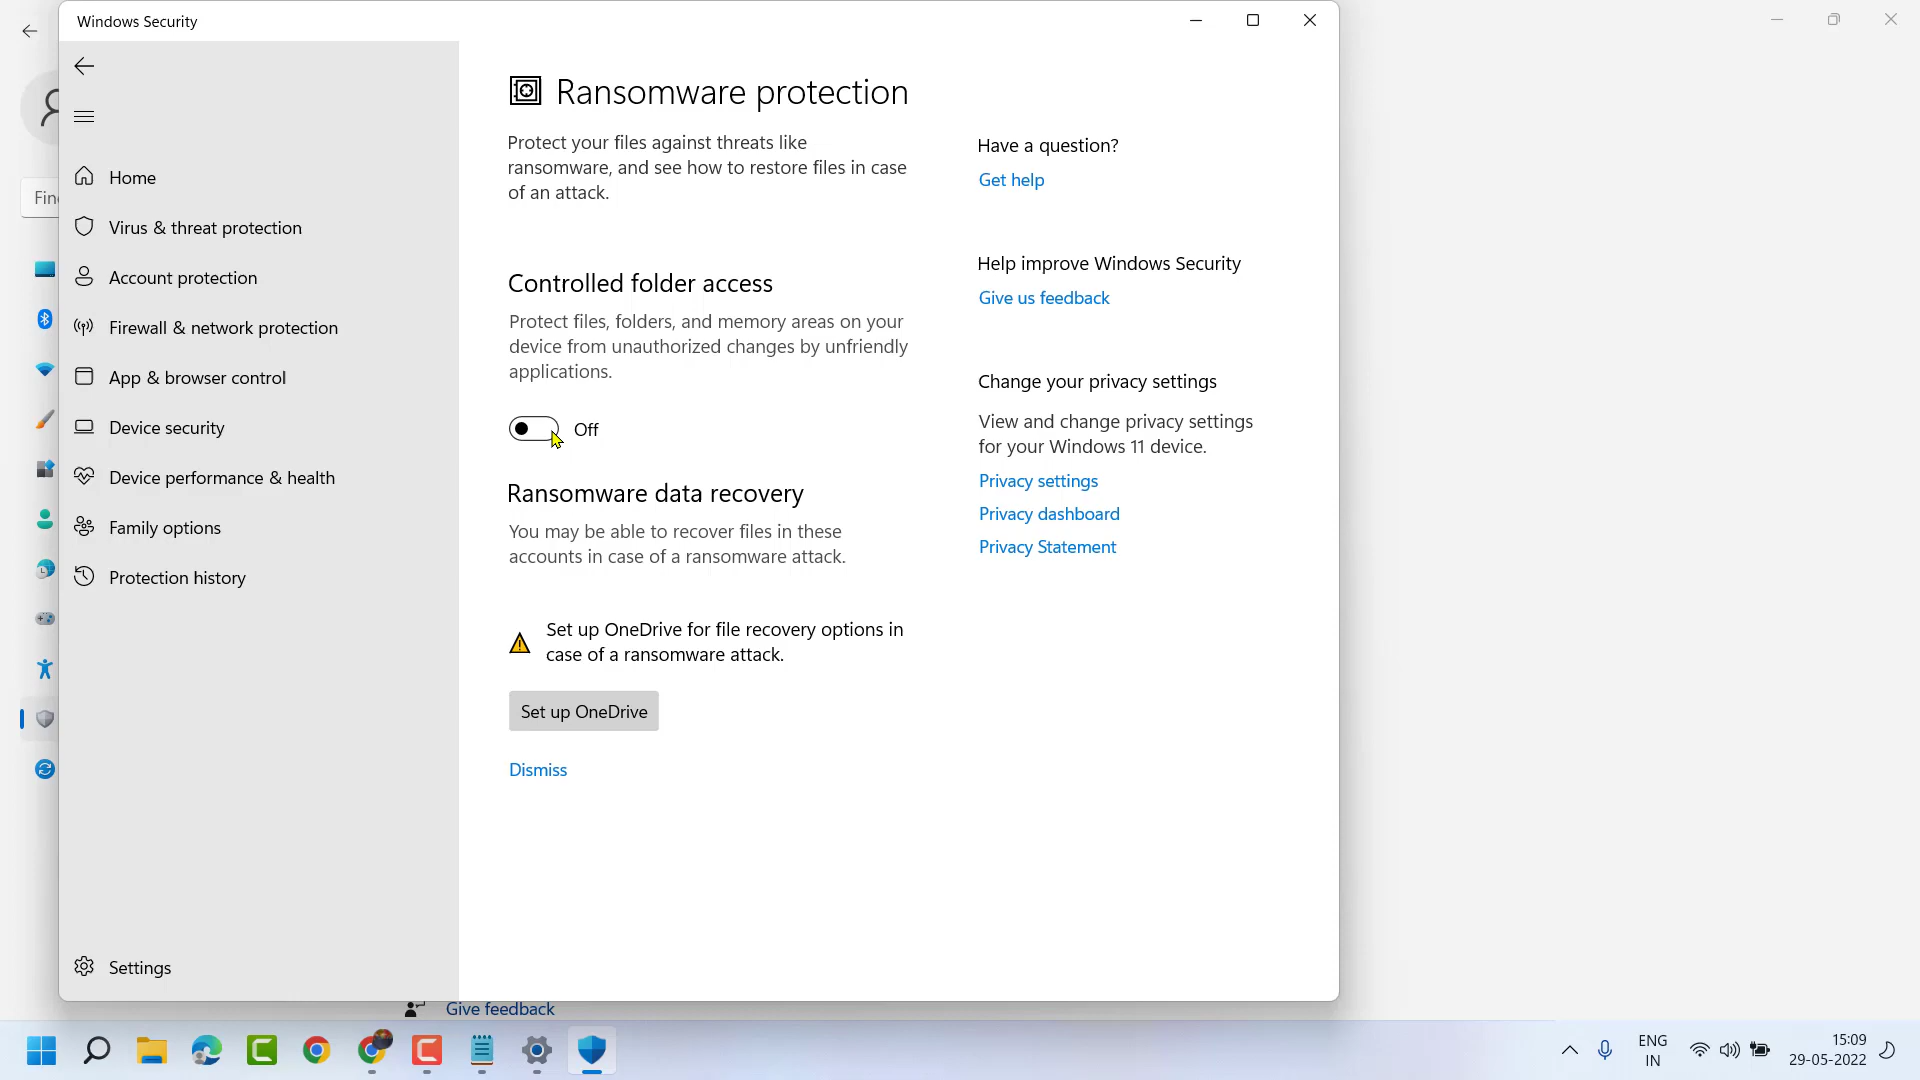 Windows Security
Fin
Home
Virus & threat protection
Account protection
Firewall & network protection
App & browser control
Device security
Device performance & health
Family options
Protection history
Settings
Ransomware protection
Protect your files against threats like
ransomware, and see how to restore files in case
of an attack.
Controlled folder access
Protect files, folders, and memory areas on your
device from unauthorized changes by unfriendly
applications.
Off
Ransomware data recovery
You may be able to recover files in these
accounts in case of a ransomware attack.
Set up OneDrive for file recovery options in
case of a ransomware attack.
Set up OneDrive
Dismiss
Have a question?
Get help
Help improve Windows Security
Give us feedback
Change your privacy settings
View and change privacy settings
for your Windows 11 device.
Privacy settings
Privacy dashboard
Privacy Statement
Give feedback
ENG
IN
15:09
29-05-2022